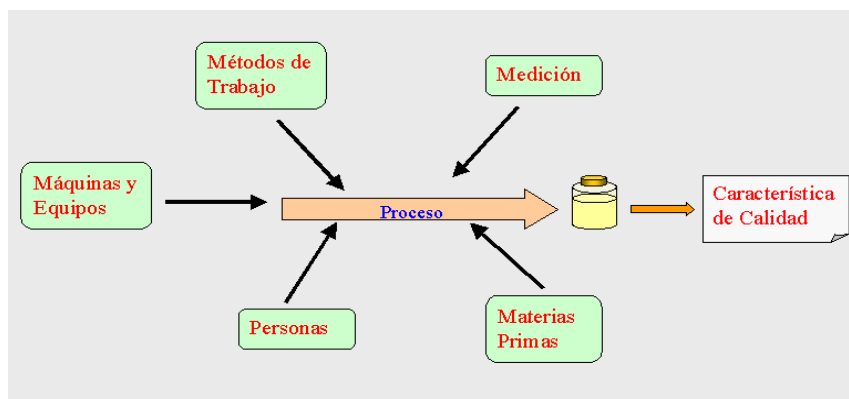 Métodos de
Trabajo
Medición
Máquinas y
Equipos
Proceso
Característica
de Calidad
Personas
Materias
Primas